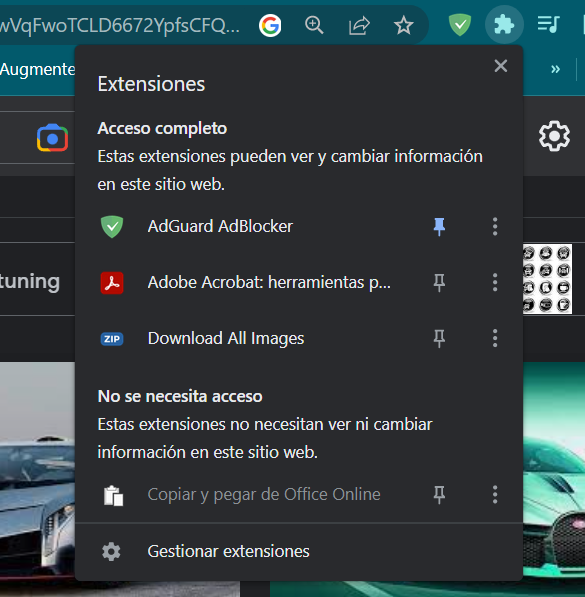 wVqFwoTCLD6672YpfsCFQ...
Augmente
»
Extensiones
Acceso completo
Estas extensiones pueden ver y cambiar información
en este sitio web.
AdGuard AdBlocker
Adobe Acrobat: herramientas p...
ZIP
Download All Images
tuning
No se necesita acceso
Estas extensiones no necesitan ver ni cambiar
información en este sitio web.
Copiar y pegar de Office Online
Gestionar extensiones